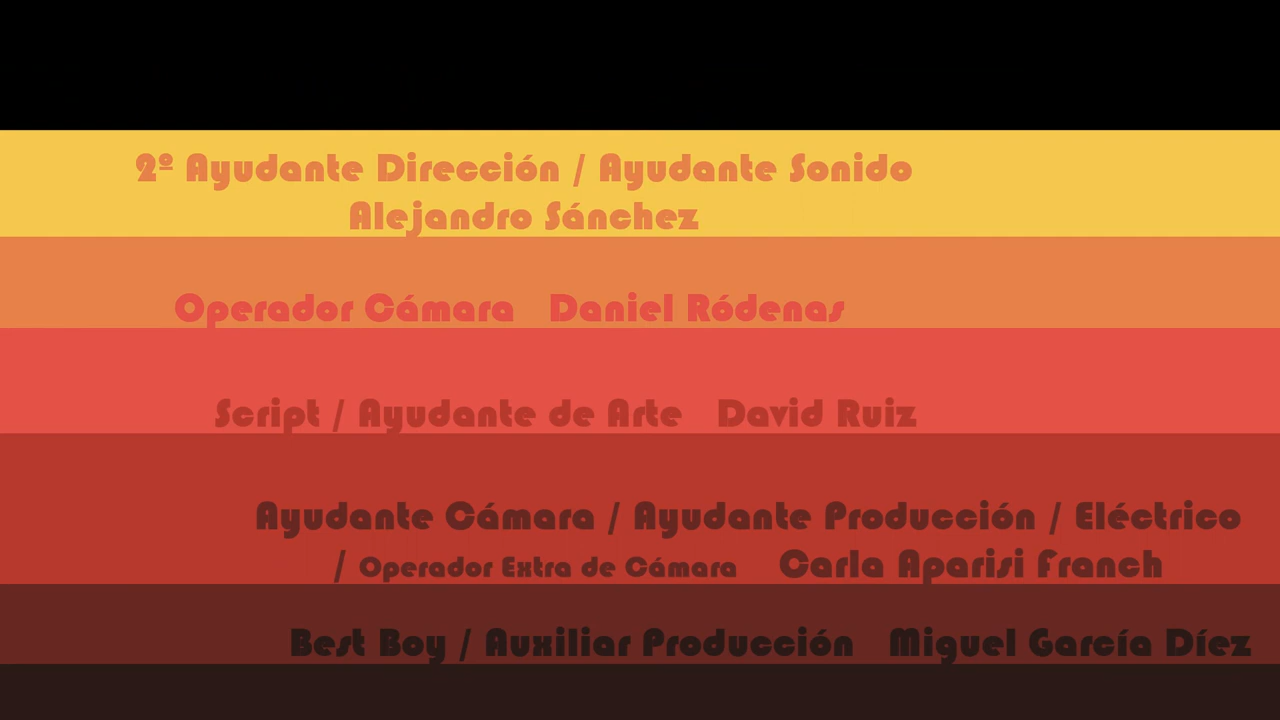 2º Ayudante Dirección / Ayudante Sonido
Alejandro Sánchez
Operador Cámara Daniel Ródenas
Script / Ayudante de Arte David Ruiz
Ayudante Cámara / Ayudante Producción / Eléctrico
/ Operador Extra de Cámara Carla Aparisi Franch
Best Boy / Auxiliar Producción Miguel García Díez